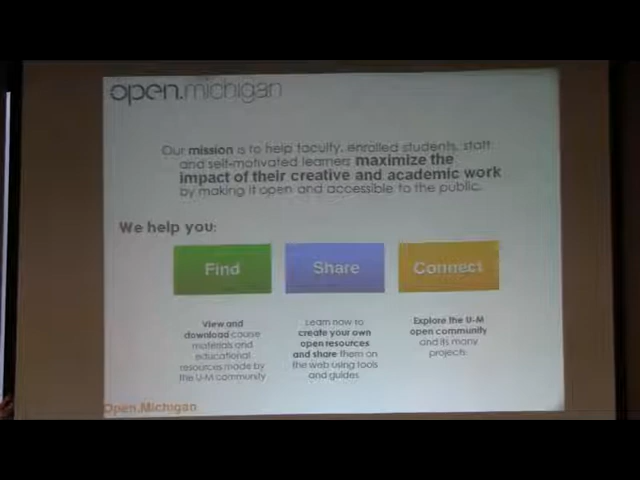 open.michigan
Our mission is to help faculty, enrolled students, staff
and self-motivated learners maximize the
impact of their creative and academic work
by making it open and accessible to the public.
We help you:
Find
Share
Connect
View and
download course
materials and
educational
resources made by
the U-M community
Learn how to
create your own
open resources
and share them on
the web using tools
and guides
Explore the U-M
open community
and its many
projects
Open.Michigan